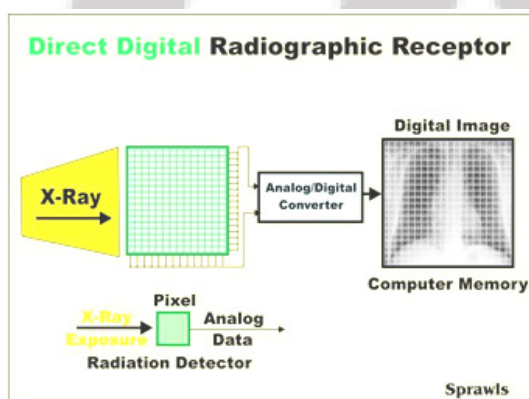 Direct Digital Radiographic Receptor
Digital Image
X-Ray
Analog/Digital
Converter
Computer Memory
Pixel
X-Ray
Exposure
Analog
Data
Radiation Detector
Sprawls